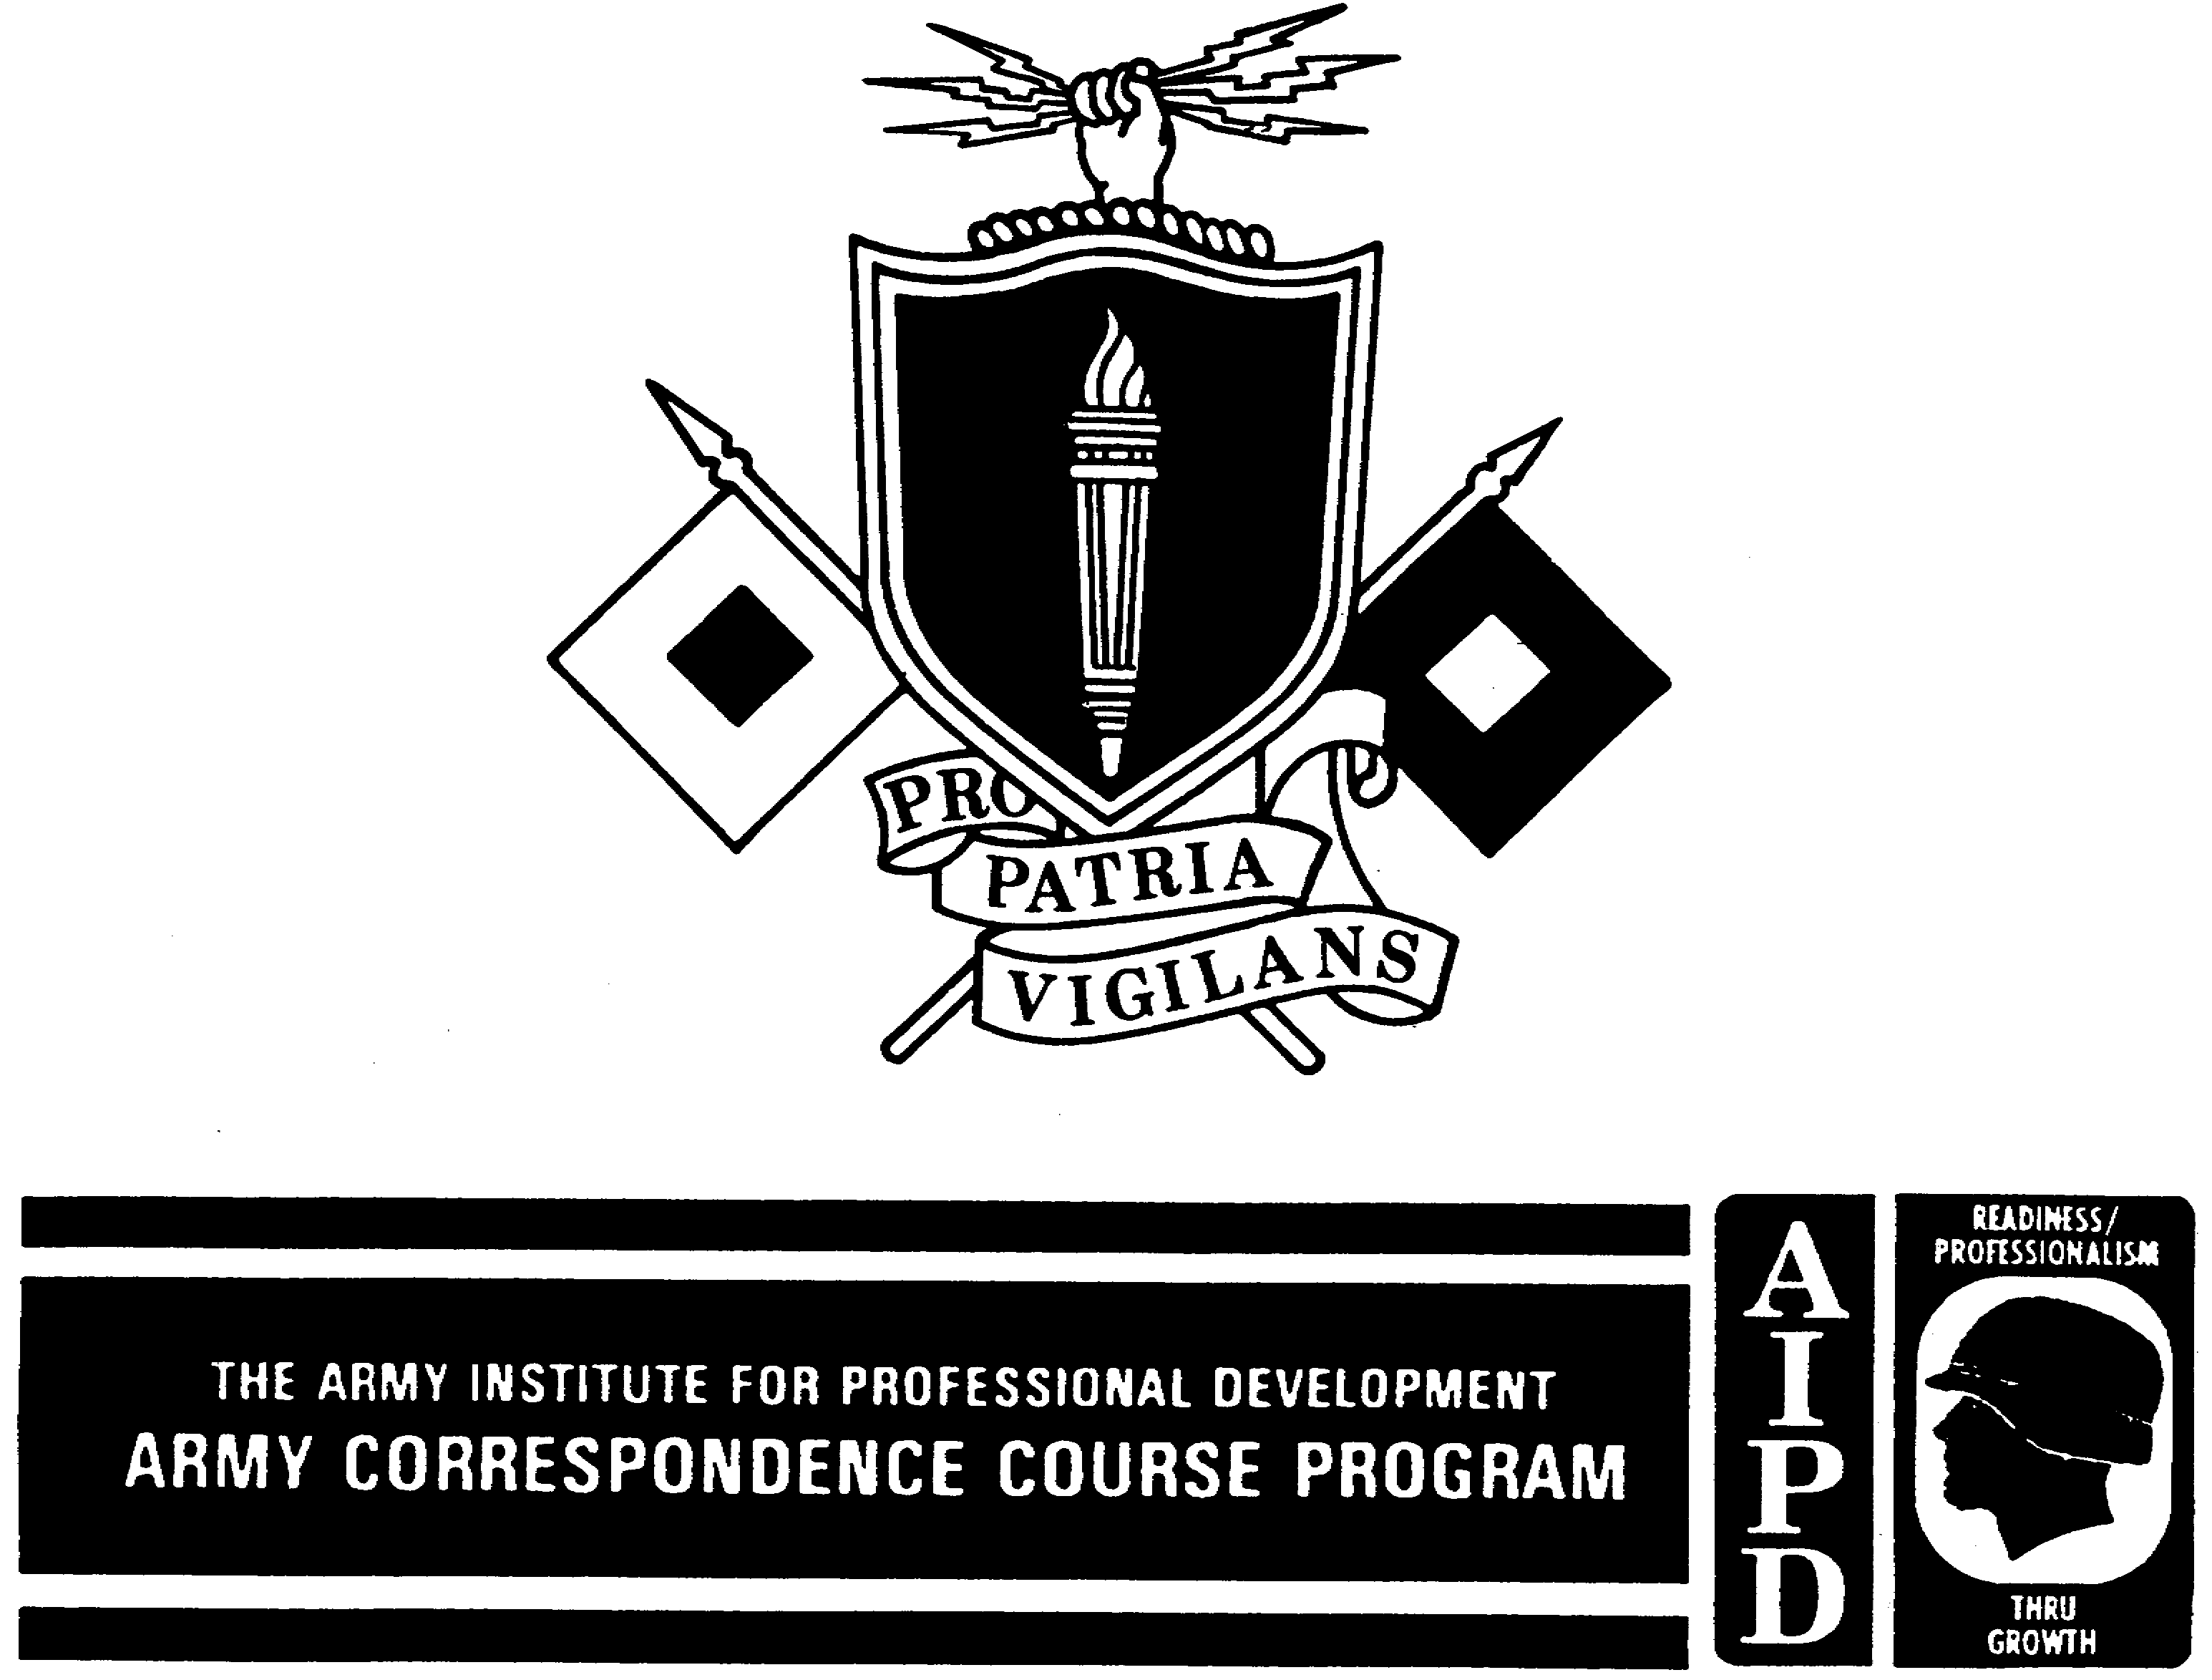 PRO
PATRIA
VIGILANS
THE ARMY INSTITUTE FOR PROFESSIONAL DEVELOPMENT
ARMY CORRESPONDENCE COURSE PROGRAM
A
I
P
D
READINESS/
PROFESSIONALISM
THRU
GROWTH